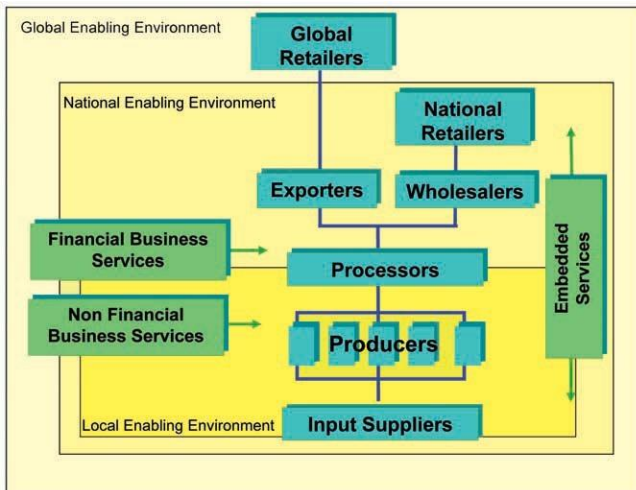 Global Enabling Environment
Global
Retailers
National Enabling Environment
National
Retailers
Exporters
Wholesalers
Financial Business
Services
Embedded
Services
Processors
Non Financial
Business Services
Producers
Input Suppliers
Local Enabling Environment